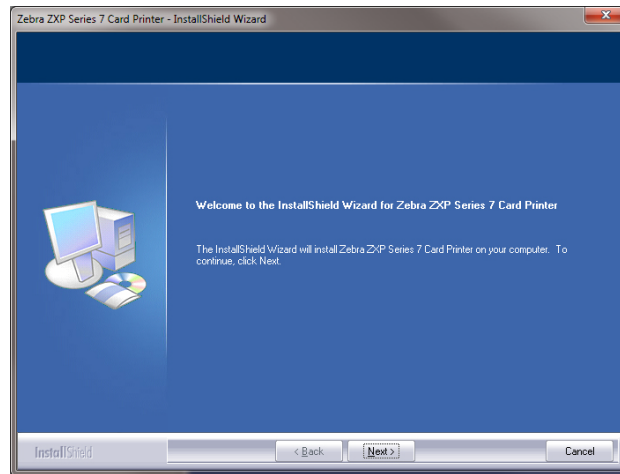 Zebra ZXP Series 7 Card Printer - InstallShield Wizard
Welcome to the InstallShield Wizard for Zebra ZXP Series 7 Card Printer
The InstallShield Wizard will install Zebra ZXP Series 7 Card Printer on your computer. To
continue, click Next.
InstallShield
< Back
Next >
Cancel